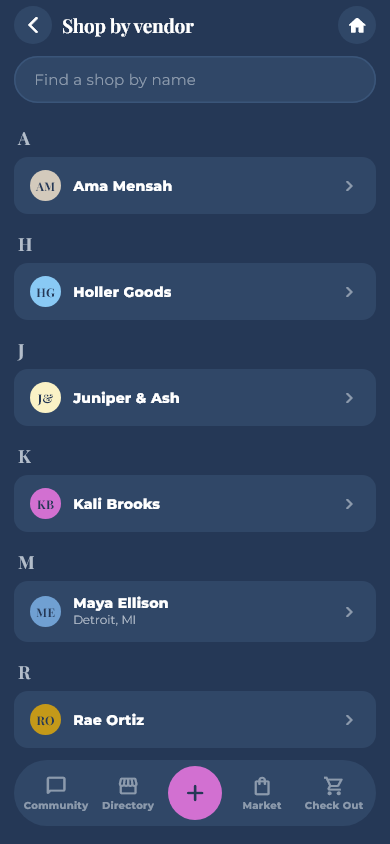 Shop by vendor
Find a shop by name
A
AM Ama Mensah
H
HG Holler Goods
J
J& Juniper & Ash
K
KB Kali Brooks
M
ME Maya Ellison
Detroit, MI
R
RO Rae Ortiz
Community Directory + Market Check Out